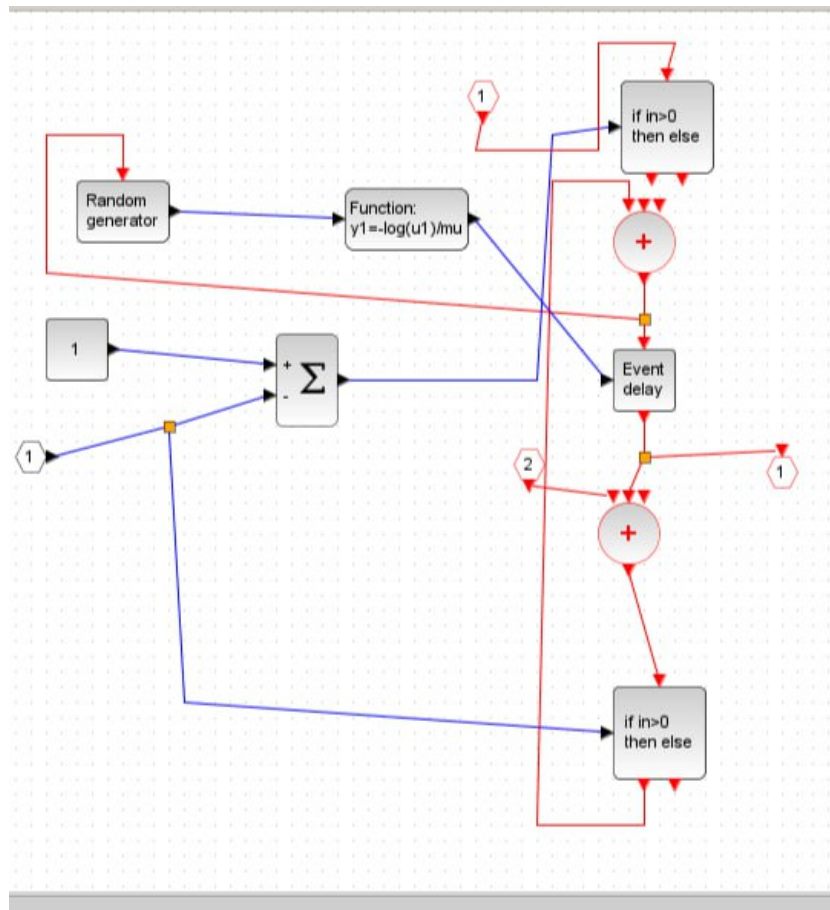 1
if in>0
then else
Random
generator
Function:
y1=-log(u1)/mu
+
1
+
-
Σ
Event
delay
1
2
1
+
if in>0
then else